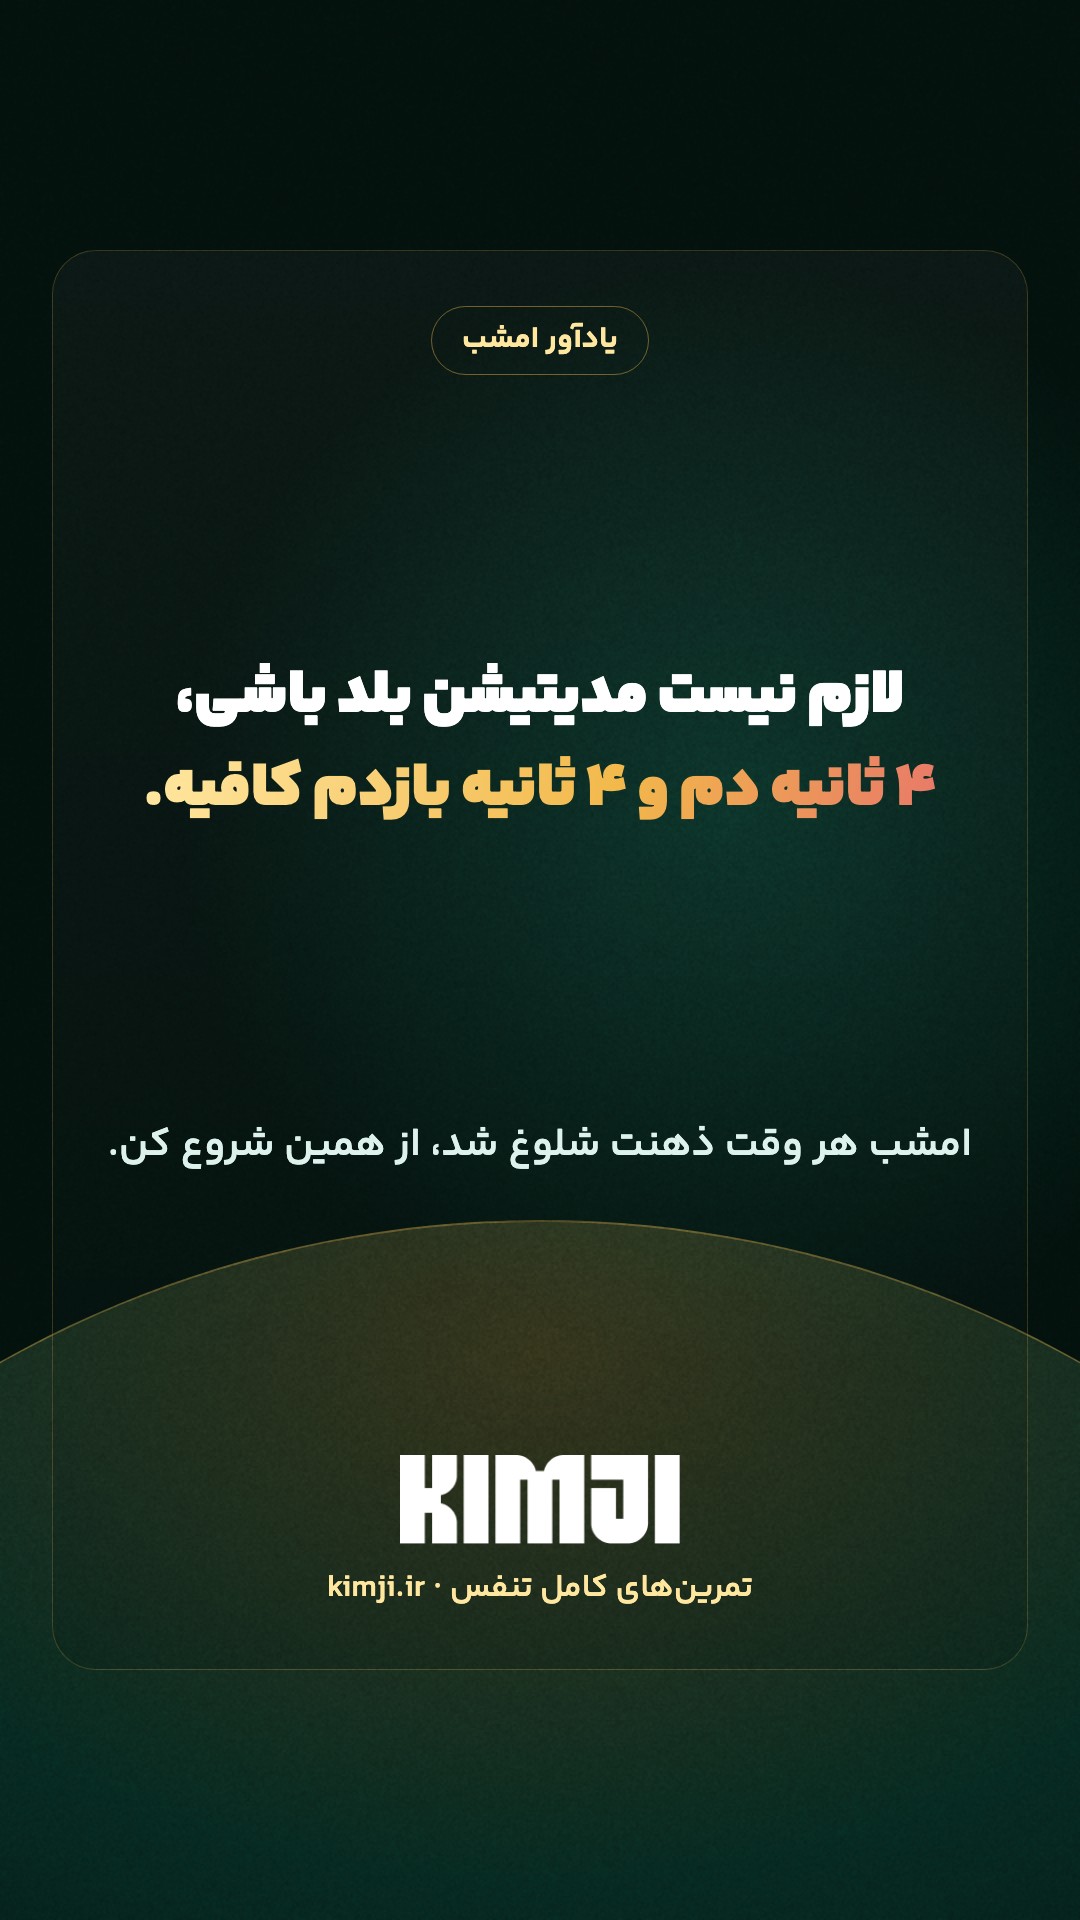 یادآور امشب
لازم نیست مدیتیشن بلد باشی،
۴ ثانیه دم و ۴ ثانیه بازدم کافیه.
امشب هر وقت ذهنت شلوغ شد، از همین شروع کن.
KIMJI
تمرین‌های کامل تنفس · kimji.ir